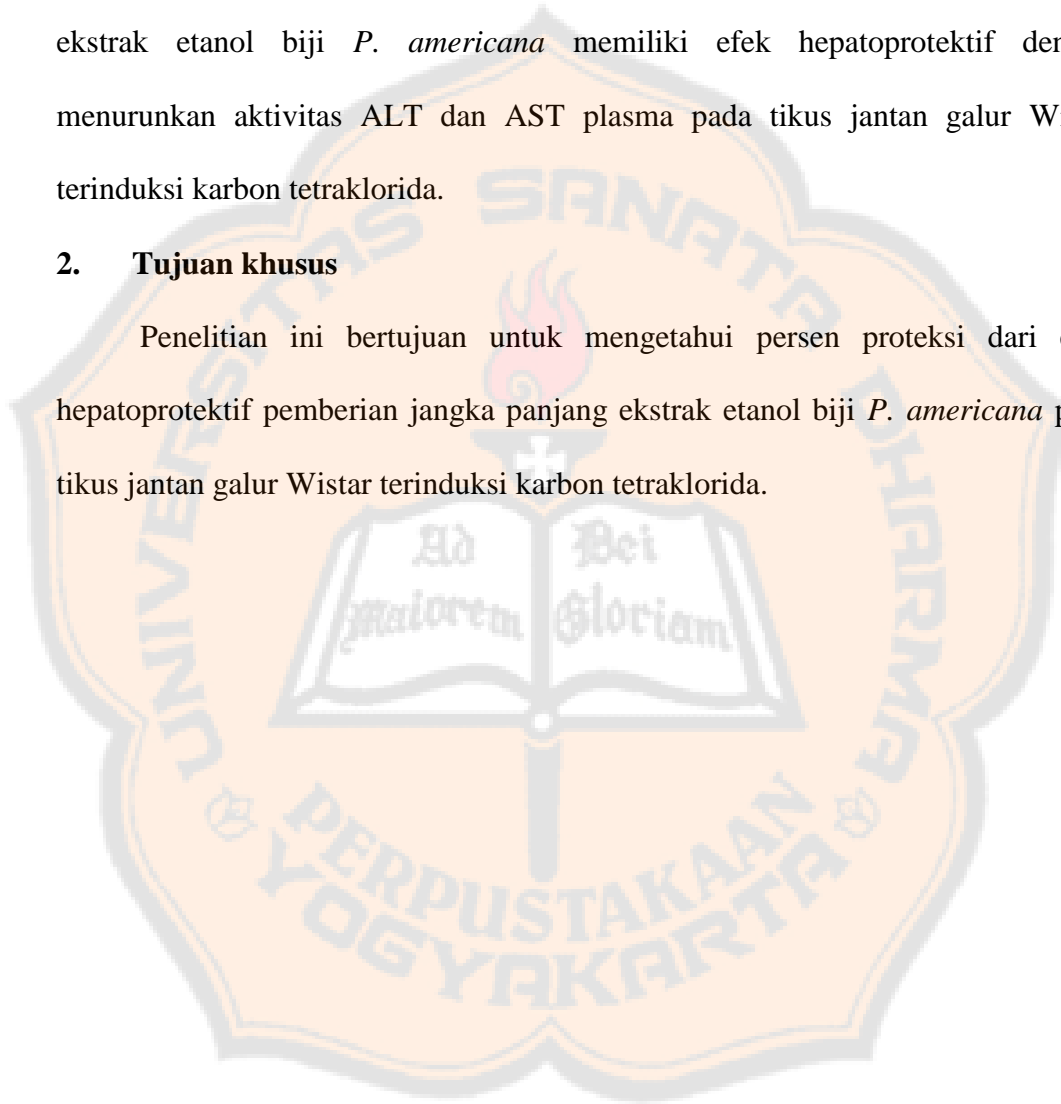 ekstrak etanol biji P. americana memiliki efek hepatoprotektif
menurunkan aktivitas ALT dan AST plasma pada tikus jantan galur
terinduksi karbon tetraklorida.
2. Tujuan khusus
Penelitian ini bertujuan untuk mengetahui persen proteksi dari
hepatoprotektif pemberian jangka panjang ekstrak etanol biji P. americana
tikus jantan galur Wistar terinduksi karbon tetraklorida.
UNIVERSITAS SANATA DHARMA
Ad Dei
Maiorem Gloriam
PERPUSTAKAAN
YOGYAKARTA